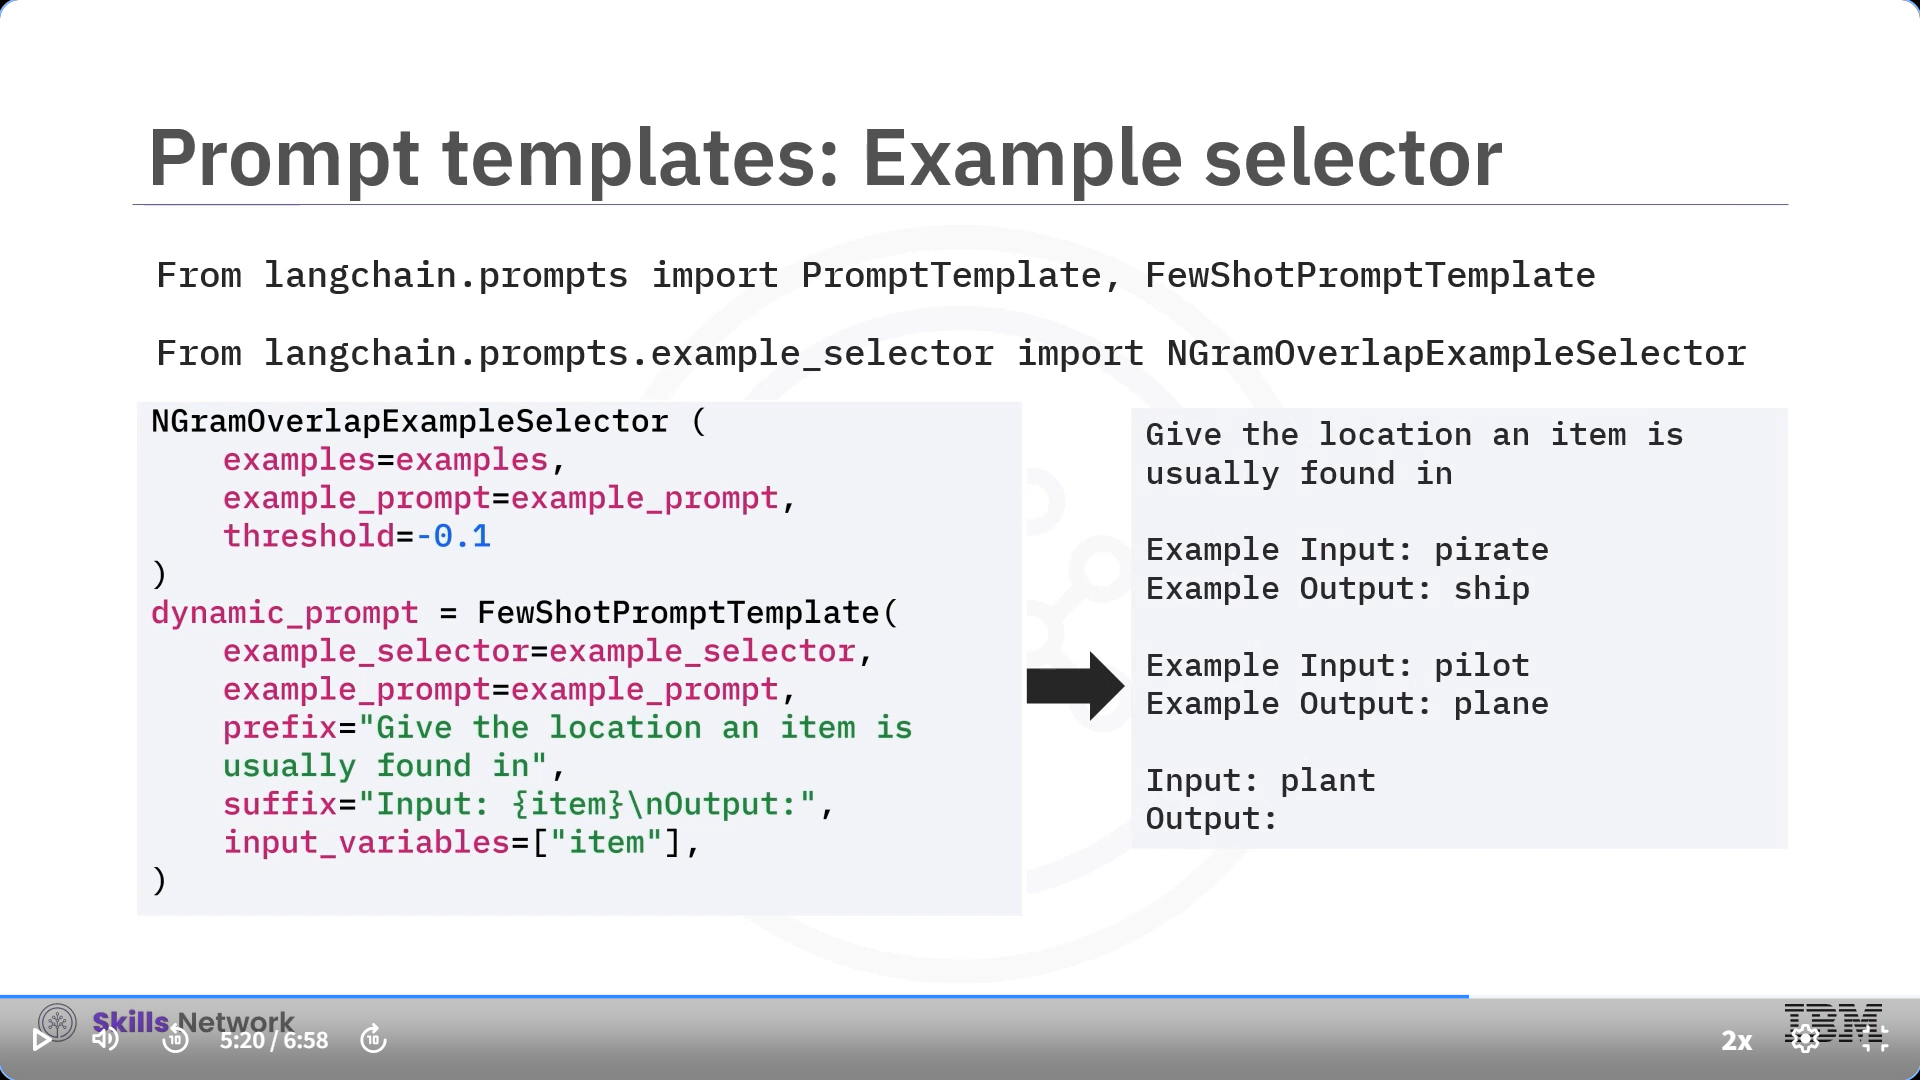 Prompt templates: Example selector
From langchain.prompts import PromptTemplate, FewShotPromptTemplate
From langchain.prompts.example_selector import NGramOverlapExampleSelector
NGramOverlapExampleSelector (
    examples=examples,
    example_prompt=example_prompt,
    threshold=-0.1
)
dynamic_prompt = FewShotPromptTemplate(
    example_selector=example_selector,
    example_prompt=example_prompt,
    prefix="Give the location an item is
    usually found in",
    suffix="Input: {item}\nOutput:",
    input_variables=["item"],
)
Give the location an item is
usually found in
Example Input: pirate
Example Output: ship
Example Input: pilot
Example Output: plane
Input: plant
Output:
Skills Network
IBM
10
5:20 / 6:58
10
2x